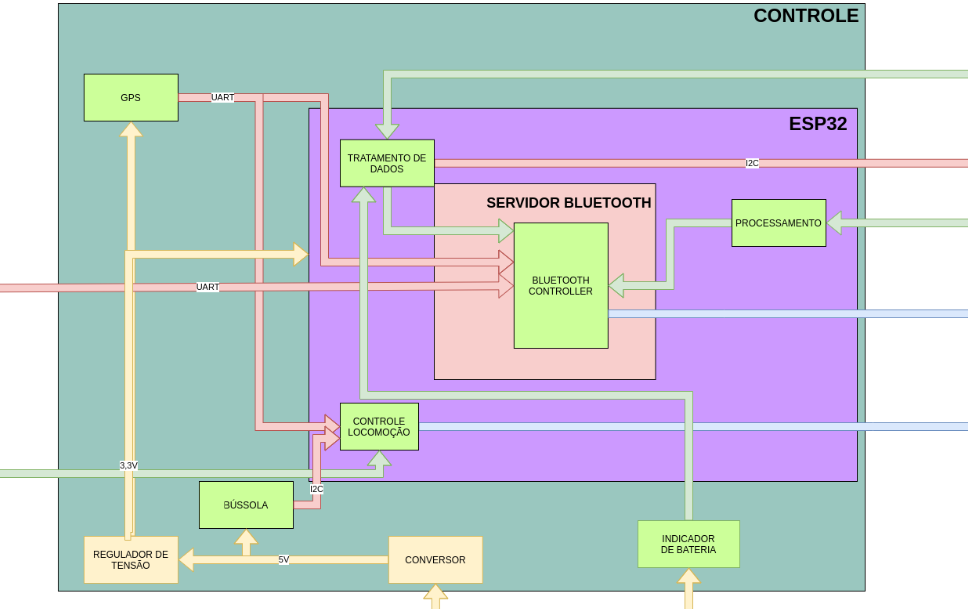 CONTROLE
GPS
UART
ESP32
TRATAMENTO DE
DADOS
I2C
SERVIDOR BLUETOOTH
PROCESSAMENTO
BLUETOOTH
CONTROLLER
UART
CONTROLE
LOCOMOÇÃO
3,3V
I2C
BÚSSOLA
REGULADOR DE
TENSÃO
5V
CONVERSOR
INDICADOR
DE BATERIA